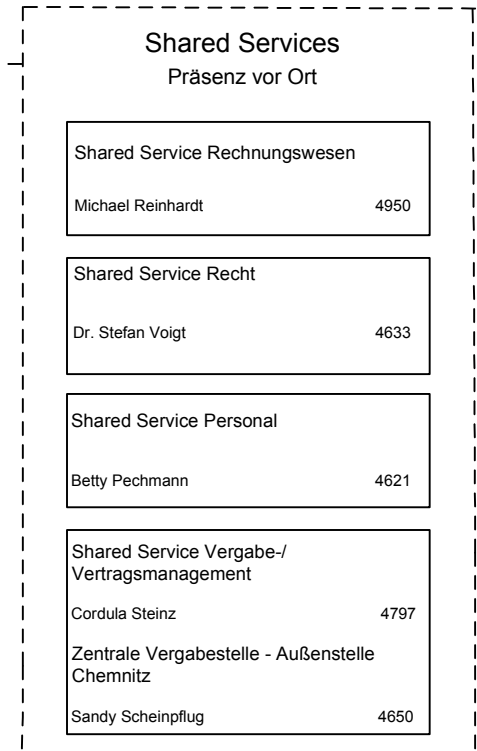 Shared Services
Präsenz vor Ort
Shared Service Rechnungswesen
Michael Reinhardt 4950
Shared Service Recht
Dr. Stefan Voigt 4633
Shared Service Personal
Betty Pechmann 4621
Shared Service Vergabe-/
Vertragsmanagement
Cordula Steinz 4797
Zentrale Vergabestelle - Außenstelle
Chemnitz
Sandy Scheinpflug 4650